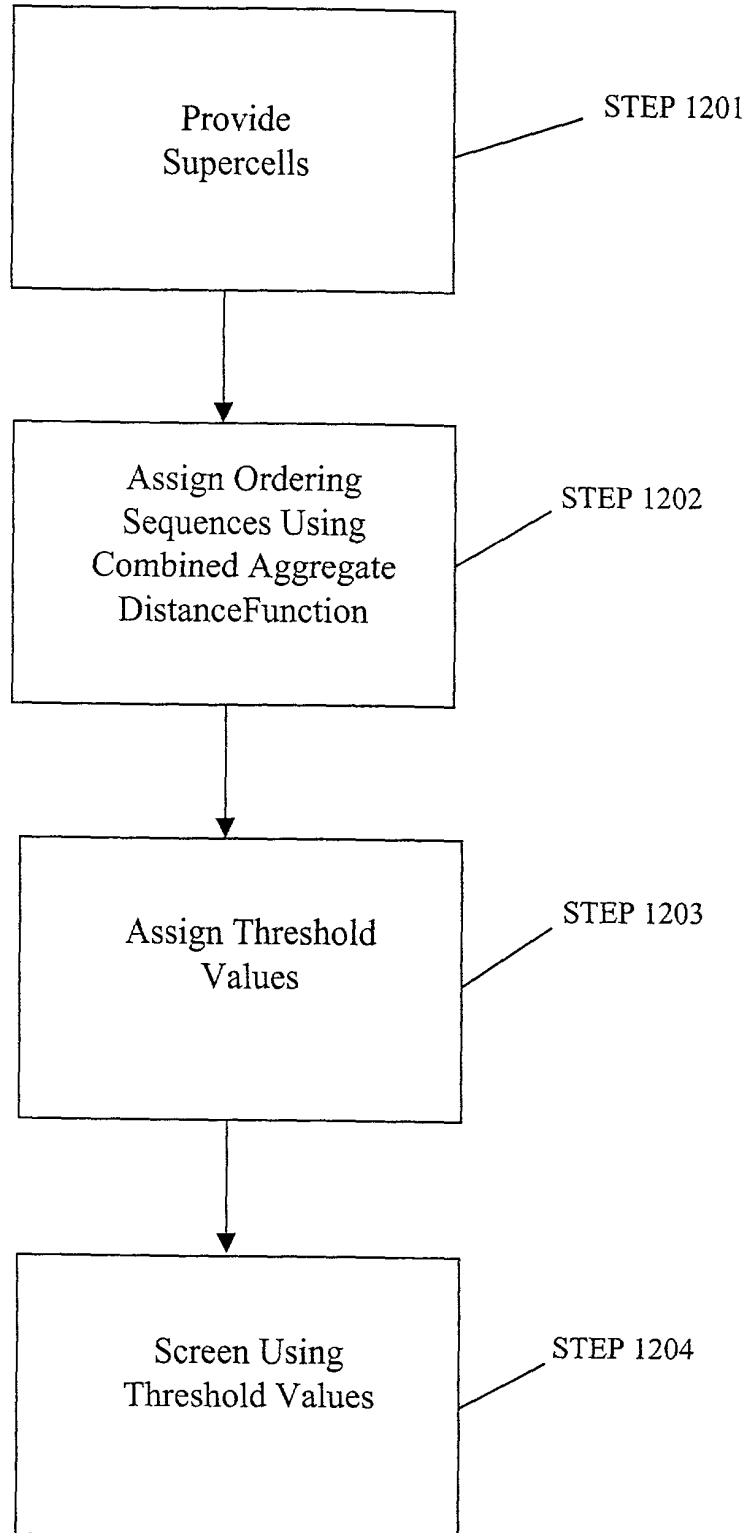 Provide
Supercells
STEP 1201
Assign Ordering
Sequences Using
Combined Aggregate
DistanceFunction
STEP 1202
Assign Threshold
Values
STEP 1203
Screen Using
Threshold Values
STEP 1204